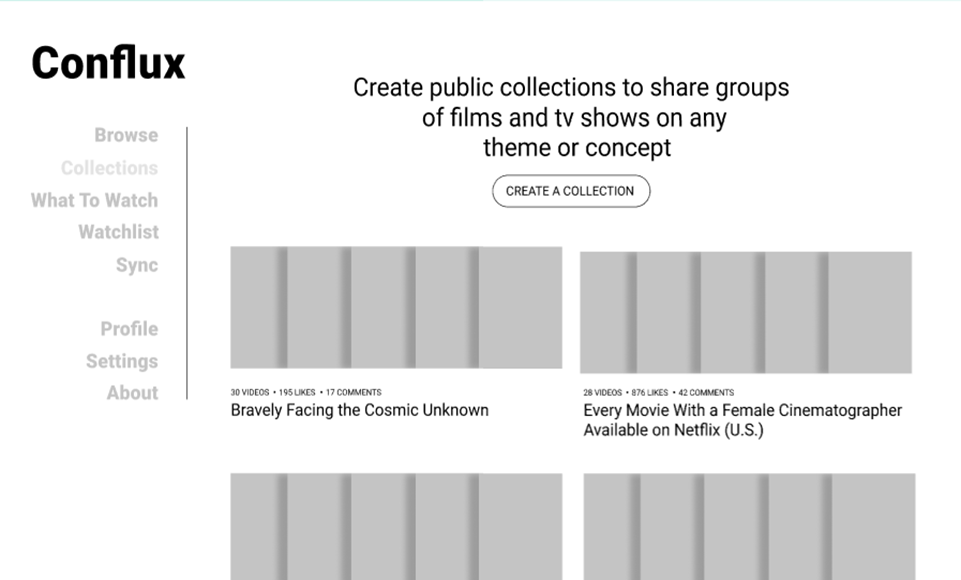 Conflux
Browse
Collections
What To Watch
Watchlist
Sync
Profile
Settings
About
Create public collections to share groups
of films and tv shows on any
theme or concept
CREATE A COLLECTION
30 VIDEOS • 195 LIKES • 17 COMMENTS
Bravely Facing the Cosmic Unknown
28 VIDEOS • 876 LIKES • 42 COMMENTS
Every Movie With a Female Cinematographer
Available on Netflix (U.S.)